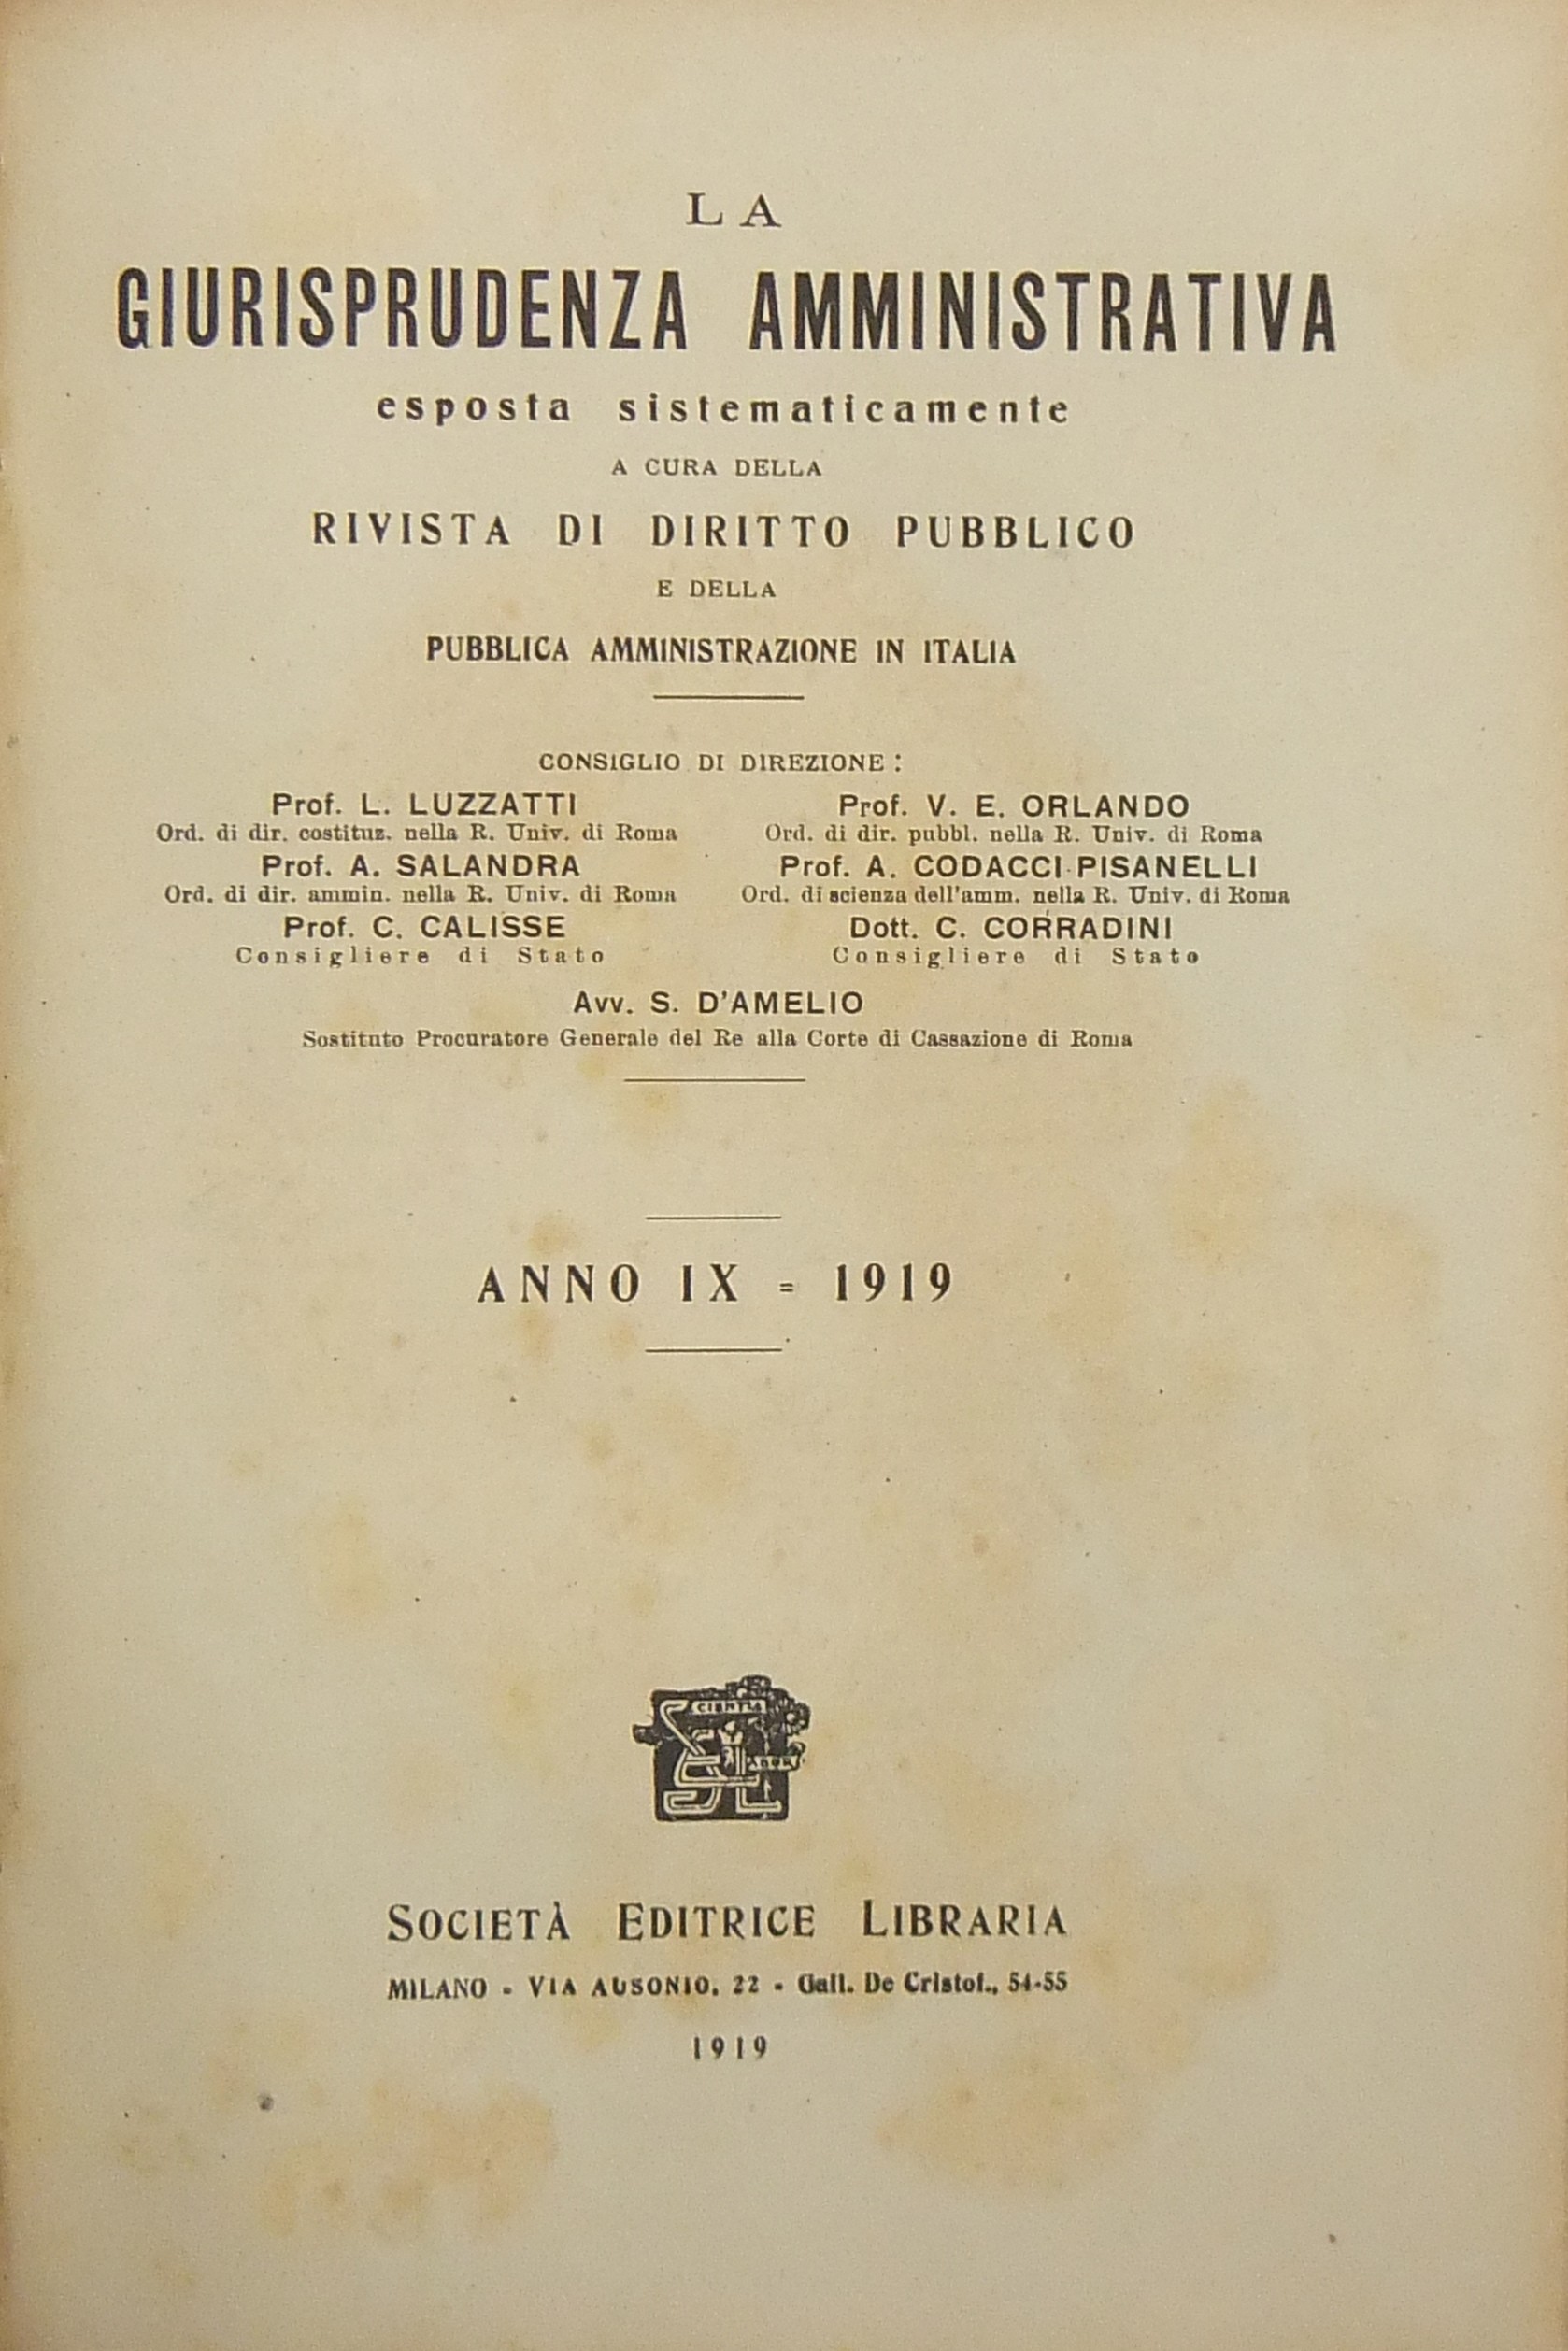 LA
GIURISPRUDENZA AMMINISTRATIVA
esposta sistematicamente
A CURA DELLA
RIVISTA DI DIRITTO PUBBLICO
E DELLA
PUBBLICA AMMINISTRAZIONE IN ITALIA
CONSIGLIO DI DIREZIONE :
Prof. L. LUZZATTI
Ord. di dir. costituz. nella R. Univ. di Roma
Prof. V. E. ORLANDO
Ord. di dir. pubbl. nella R. Univ. di Roma
Prof. A. SALANDRA
Ord. di dir. ammin. nella R. Univ. di Roma
Prof. A. CODACCI-PISANELLI
Ord. di scienza dell'amm. nella R. Univ. di Roma
Prof. C. CALISSE
Consigliere di Stato
Dott. C. CORRADINI
Consigliere di Stato
Avv. S. D'AMELIO
Sostituto Procuratore Generale del Re alla Corte di Cassazione di Roma
ANNO IX = 1919
SCIENTIA
LABOR
SOCIETÀ EDITRICE LIBRARIA
MILANO - VIA AUSONIO, 22 - Gall. De Cristof., 54-55
1919